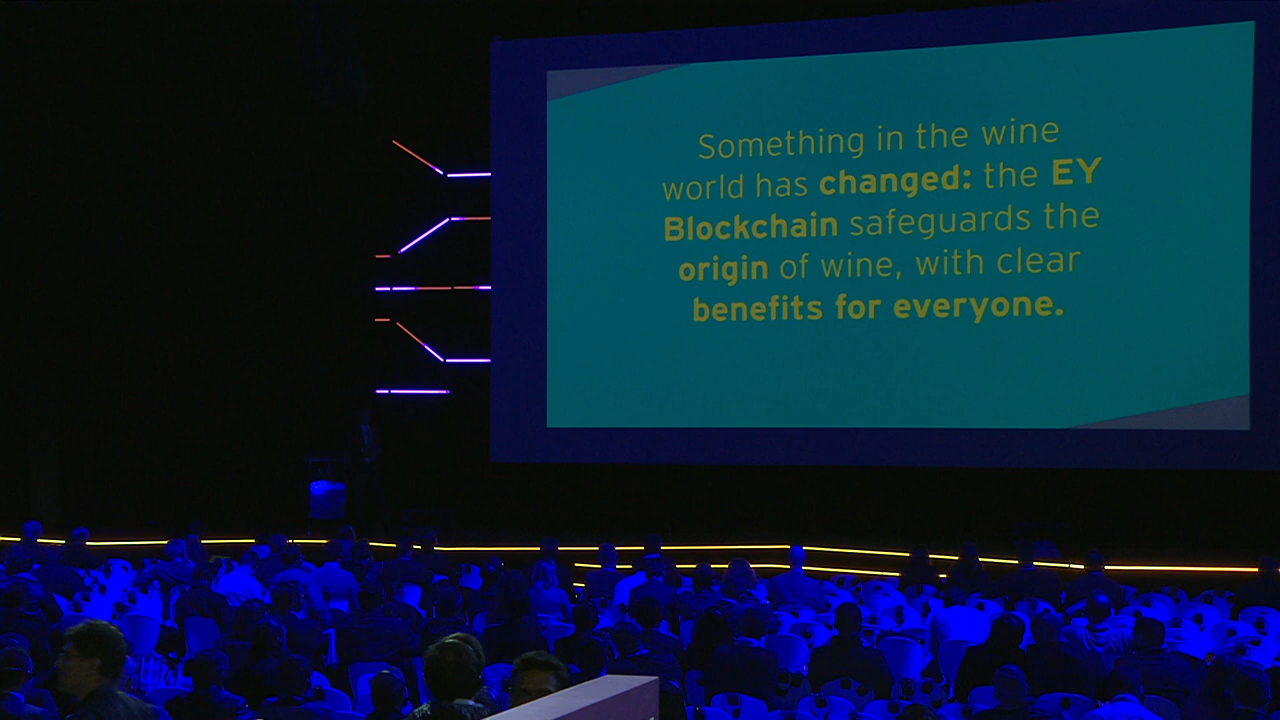 Something in the wine
world has changed: the EY
Blockchain safeguards the
origin of wine, with clear
benefits for everyone.